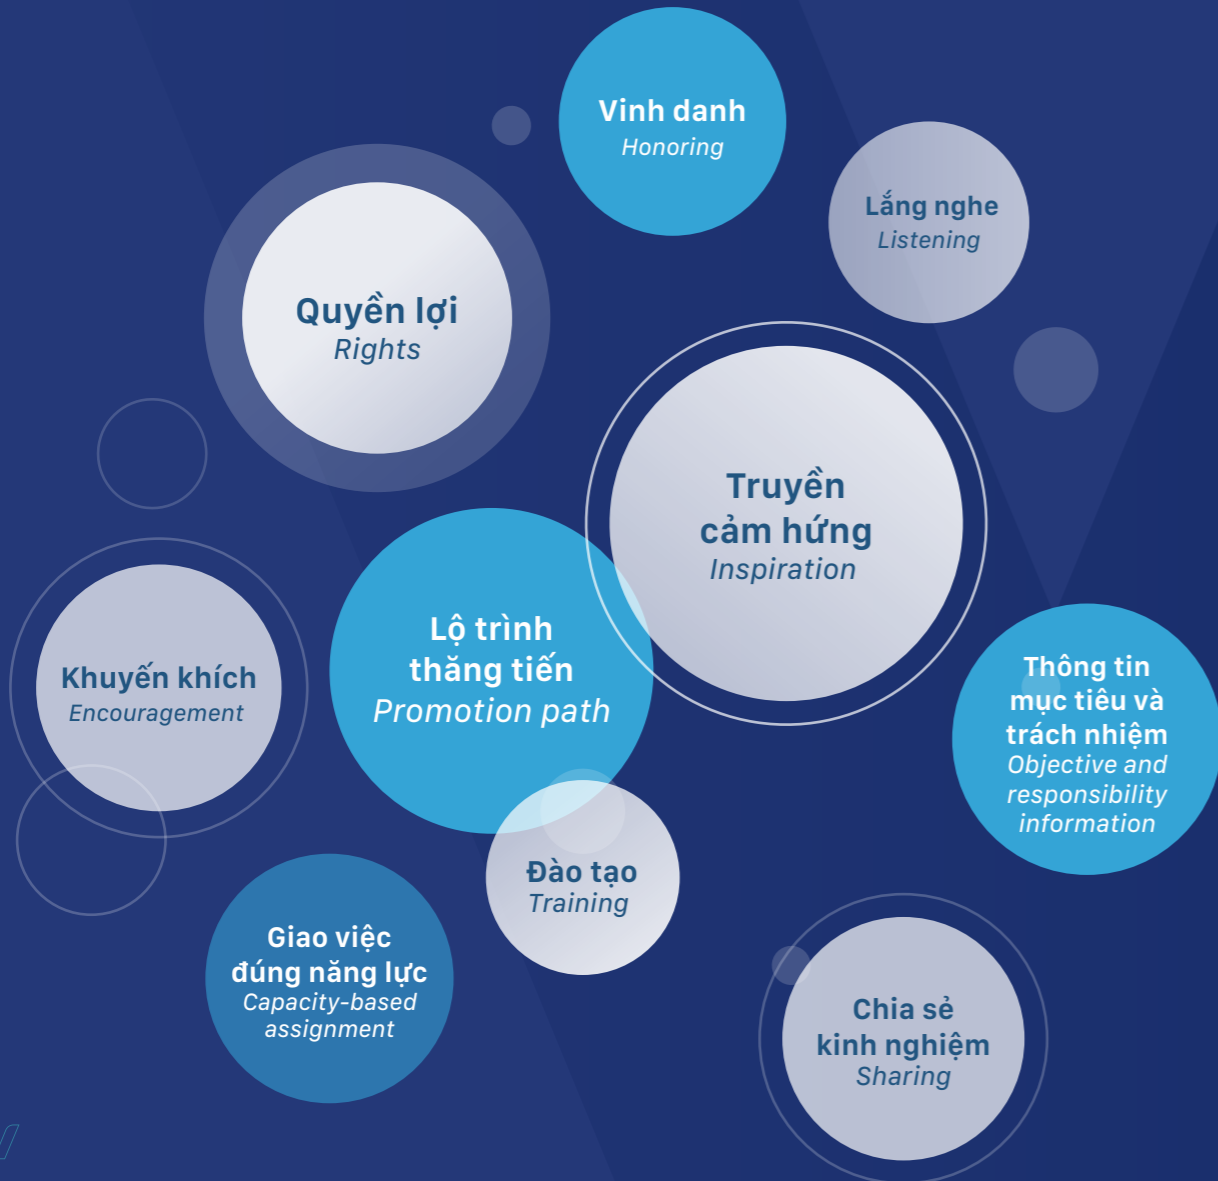 Vinh danh
Honoring
Lắng nghe
Listening
Quyền lợi
Rights
Truyền
cảm hứng
Inspiration
Lộ trình
thăng tiến
Promotion path
Khuyến khích
Encouragement
Thông tin
mục tiêu và
trách nhiệm
Objective and
responsibility
information
Đào tạo
Training
Giao việc
đúng năng lực
Capacity-based
assignment
Chia sẻ
kinh nghiệm
Sharing